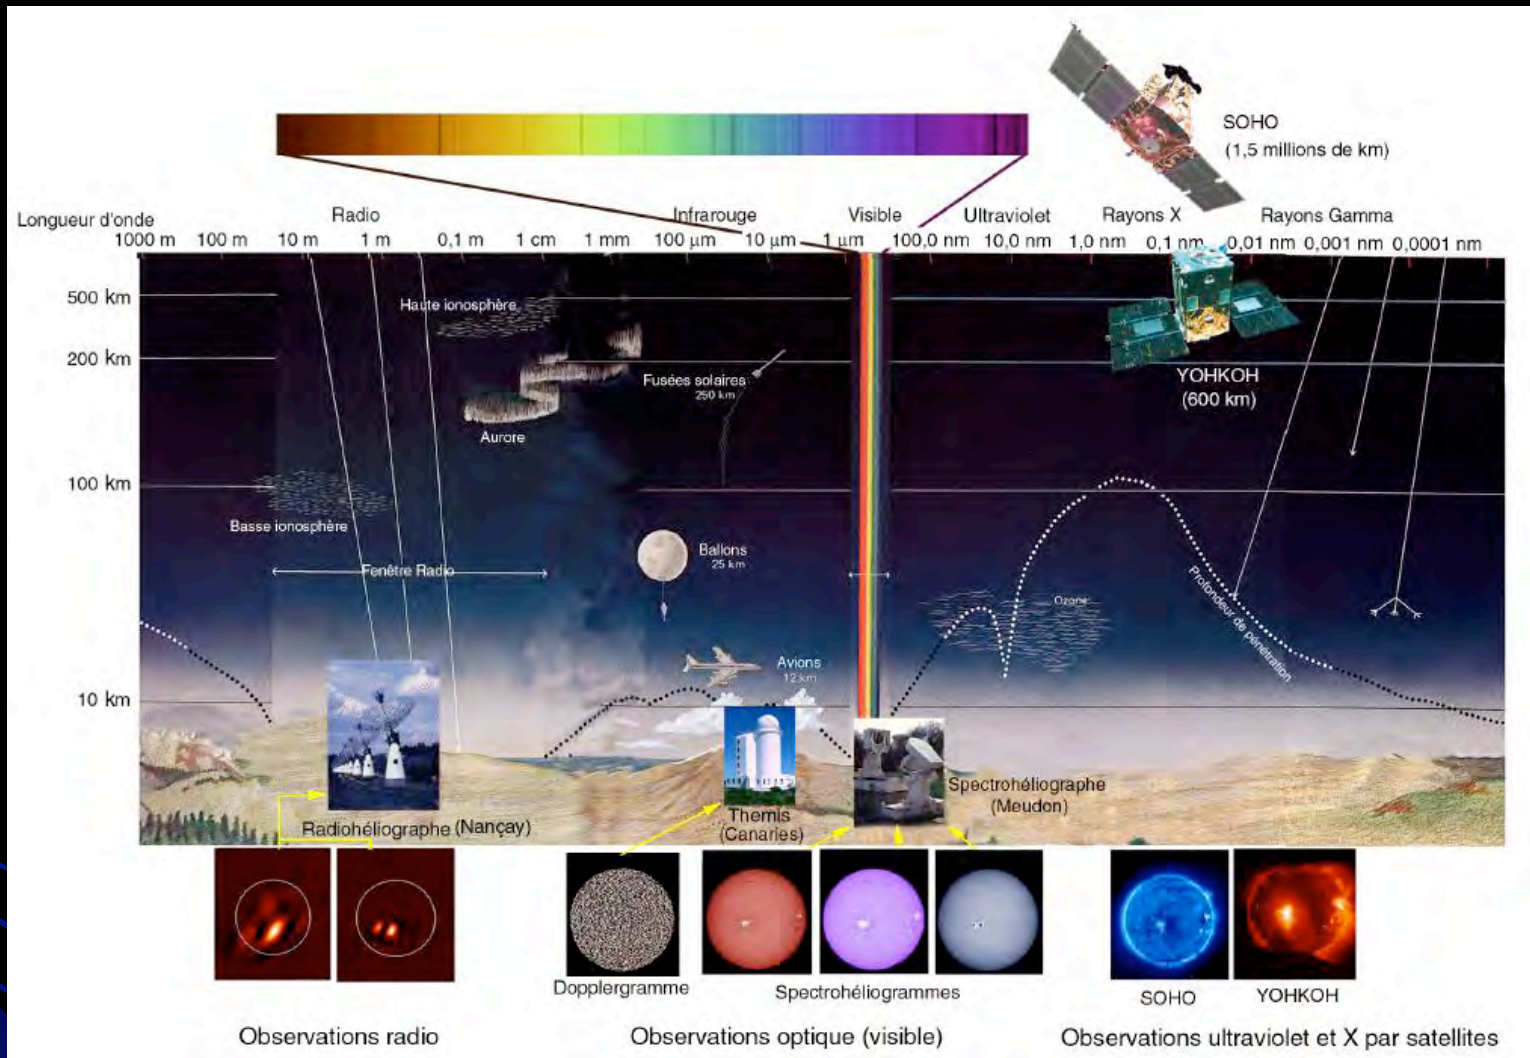 SOHO
(1,5 millions de km)
Longueur d'onde
Radio
Infrarouge
Visible
Ultraviolet
Rayons X
Rayons Gamma
1000 m
100 m
10 m
1 m
0,1 m
1 cm
1 mm
100 µm
10 µm
1 µm
100,0 nm
10,0 nm
1,0 nm
0,1 nm
0,01 nm
0,001 nm
0,0001 nm
500 km
200 km
100 km
10 km
Haute ionosphère
Aurore
Basse ionosphère
Fenêtre Radio
Fusées solaires
250 km
Ballons
25 km
Avions
12 km
YOHKOH
(600 km)
Ozone
Profondeur de pénétration
Radiohéliographe (Nançay)
Themis
(Canaries)
Spectrohéliographe
(Meudon)
Dopplergramme
Spectrohéliogrammes
SOHO
YOHKOH
Observations radio
Observations optique (visible)
Observations ultraviolet et X par satellites